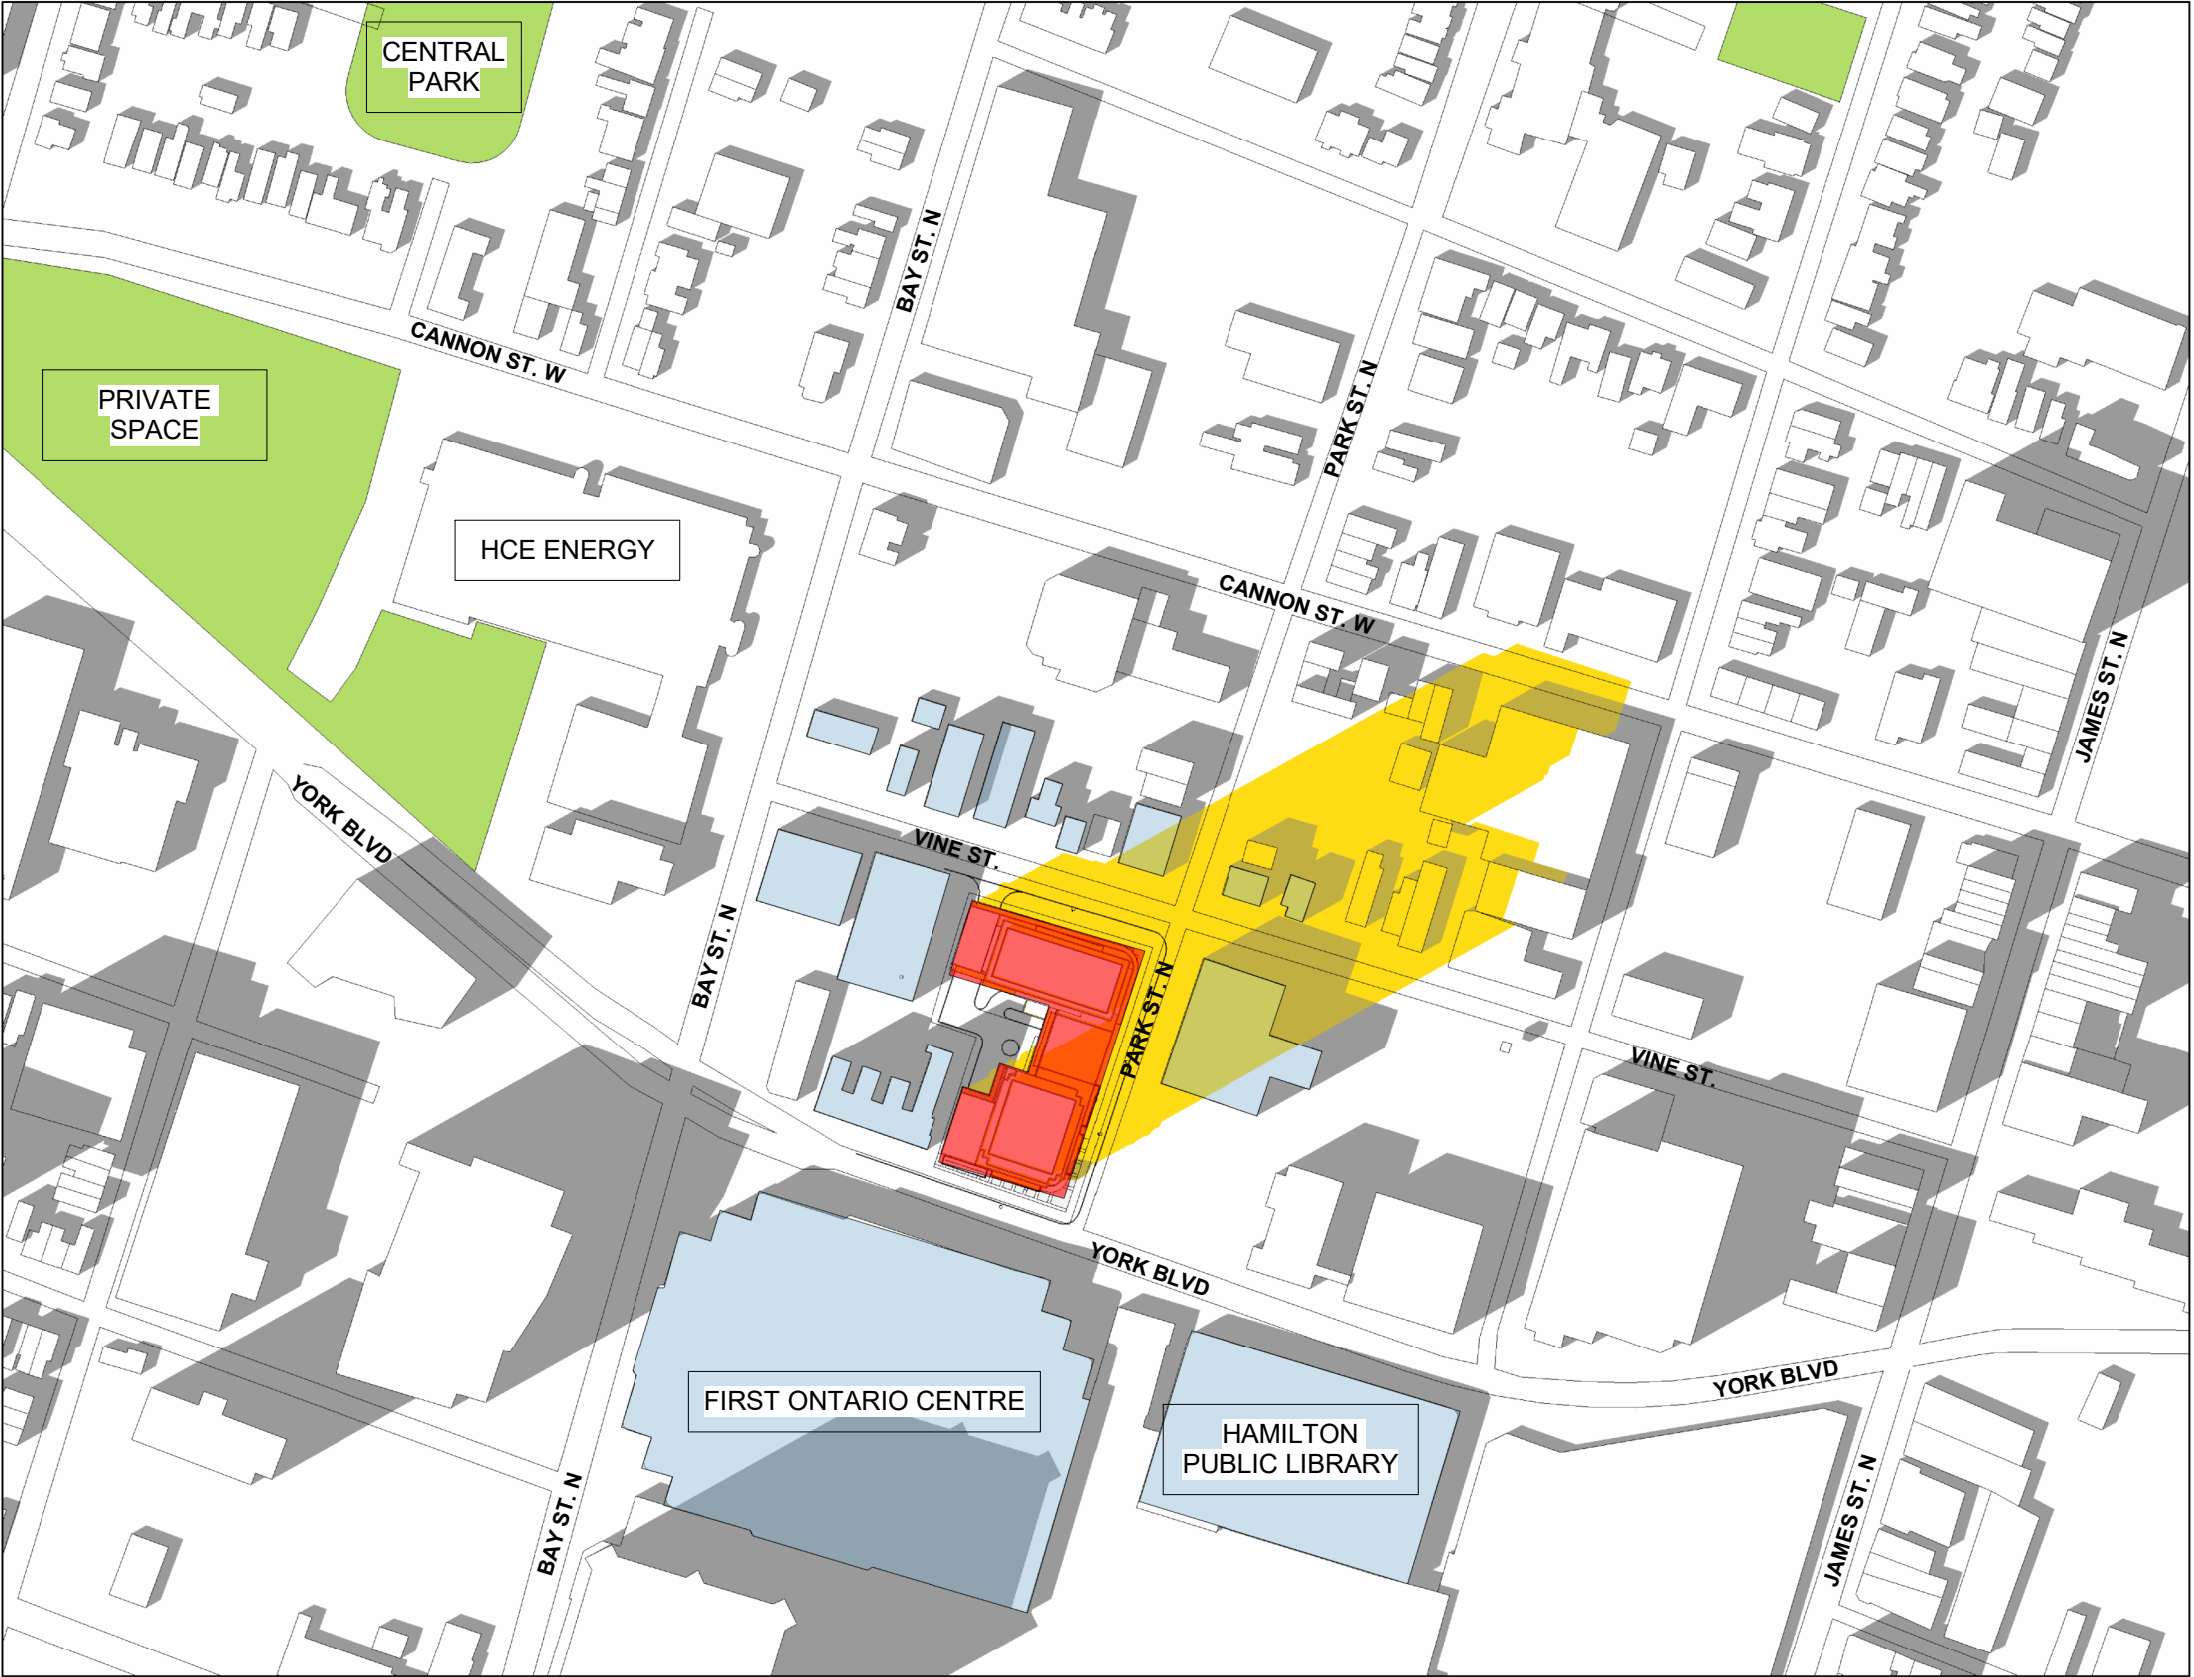 CENTRAL
PARK
BAY ST. N
CANNON ST. W
PRIVATE
SPACE
PARK ST. N
HCE ENERGY
CANNON ST. W
JAMES ST. N
YORK BLVD
VINE ST.
BAY ST. N
PARK ST. N
VINE ST.
YORK BLVD
FIRST ONTARIO CENTRE
YORK BLVD
HAMILTON
PUBLIC LIBRARY
BAY ST. N
JAMES ST. N